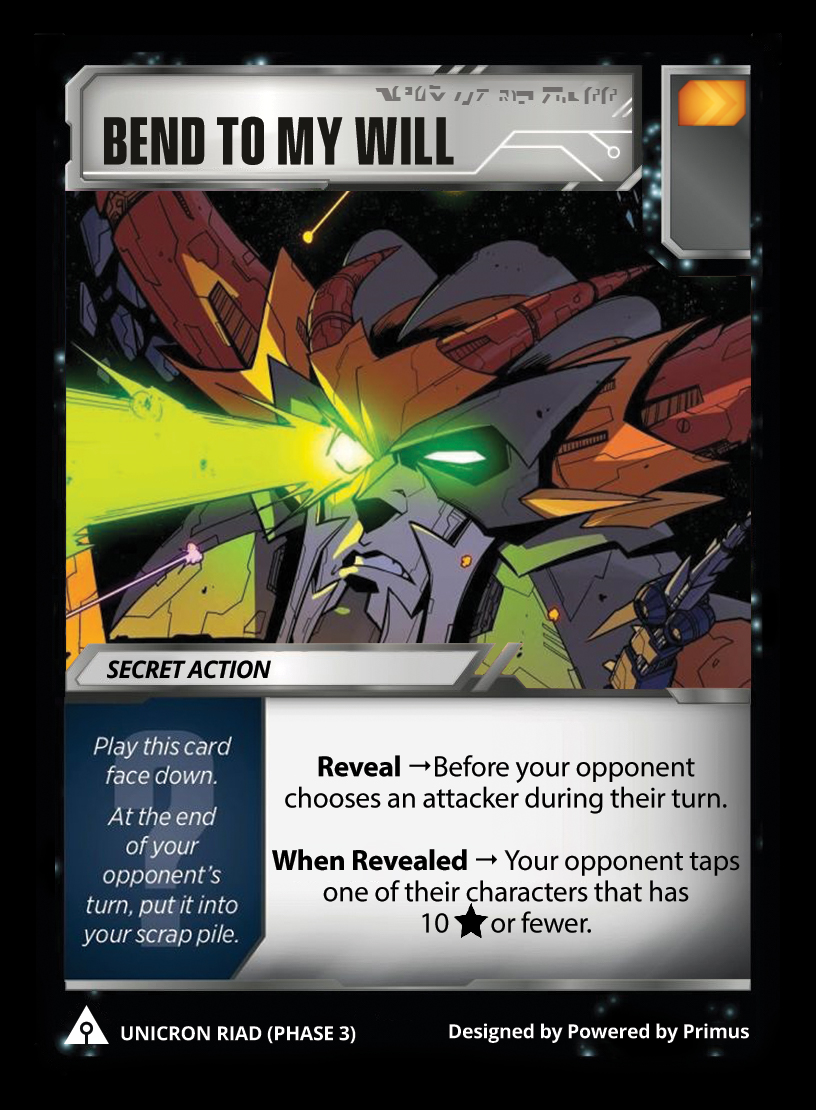 BEND TO MY WILL
SECRET ACTION
Play this card
face down.
At the end
of your
opponent's
turn, put it into
your scrap pile.
Reveal →Before your opponent
chooses an attacker during their turn.
When Revealed → Your opponent taps
one of their characters that has
10 ★ or fewer.
UNICRON RIAD (PHASE 3)
Designed by Powered by Primus